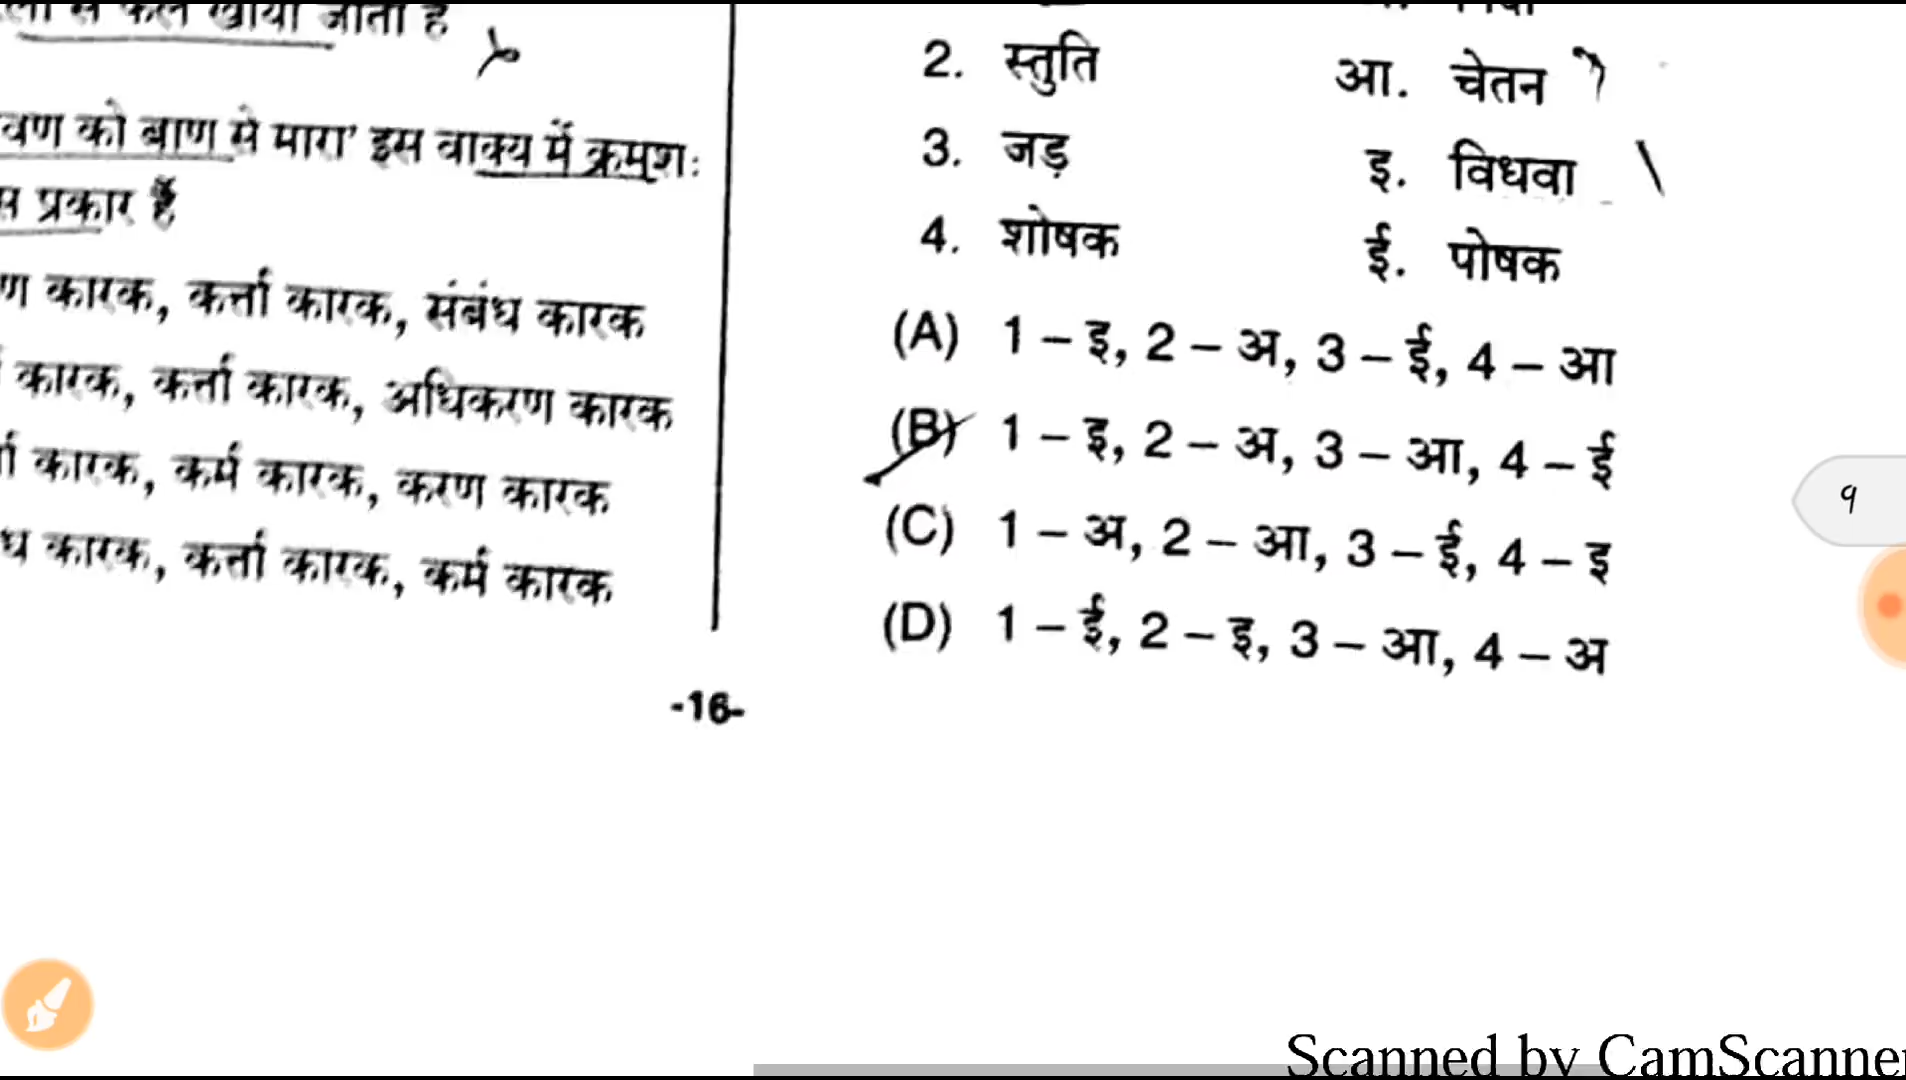 खाया जाता है
वण को बाण से मारा' इस वाक्य में क्रमशः
स प्रकार हैं
ण कारक, कर्त्ता कारक, संबंध कारक
कारक, कर्त्ता कारक, अधिकरण कारक
र्ता कारक, कर्म कारक, करण कारक
ध कारक, कर्त्ता कारक, कर्म कारक
2. स्तुति आ. चेतन
3. जड़ इ. विधवा
4. शोषक ई. पोषक
(A) 1 – इ, 2 – अ, 3 – ई, 4 – आ
(B) 1 – इ, 2 – अ, 3 – आ, 4 – ई
(C) 1 – अ, 2 – आ, 3 – ई, 4 – इ
(D) 1 – ई, 2 – इ, 3 – आ, 4 – अ
-16-
9
Scanned by CamScanner